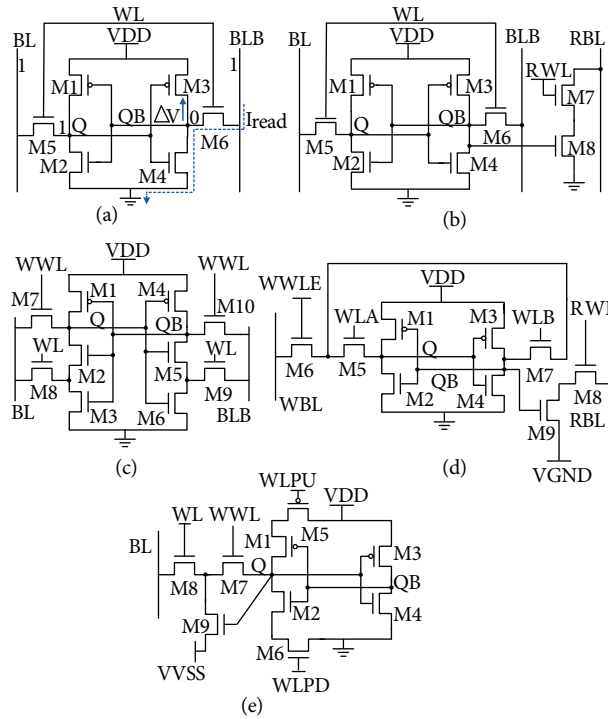 BL WL BLB
1 VDD 1
M1 M3
Q QB ΔV 0 Iread
1
M5 M6
M2 M4
(a)
BL WL BLB RBL
VDD
M1 M3 RWL
M7
Q QB
M5 M6
M2 M4 M8
(b)
VDD
WWL WWL
M1 M4
M7 Q QB M10
WL WL
M2 M5
M8 M9
BL M3 M6 BLB
(c)
WWLE VDD RWL
WLA M1 M3 WLB
Q
M6 M5 M7
QB M8
WBL M2 M4 RBL
M9
VGND
(d)
WLPU
VDD
WL WWL M5
BL M1 M3
Q QB
M8 M7 M2 M4
M9
M6
VVSS WLPD
(e)